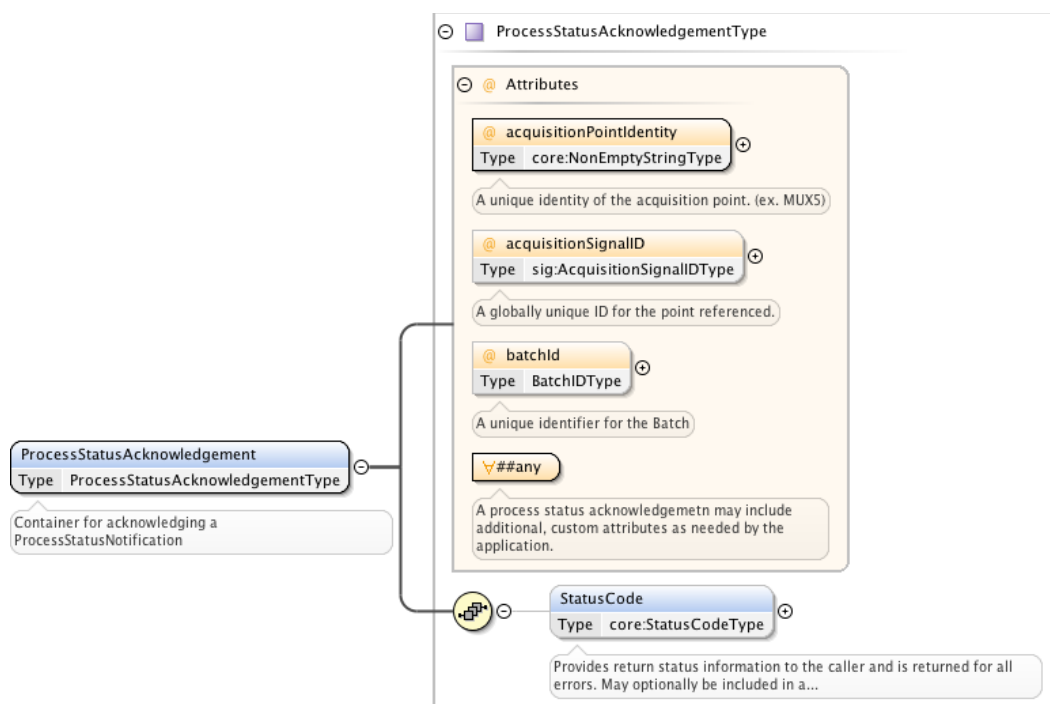 ProcessStatusAcknowledgementType
@ Attributes
@ acquisitionPointIdentity
Type core:NonEmptyStringType
A unique identity of the acquisition point. (ex. MUX5)
@ acquisitionSignalID
Type sig:AcquisitionSignalIDType
A globally unique ID for the point referenced.
@ batchId
Type BatchIDType
A unique identifier for the Batch
∀##any
A process status acknowledgemetn may include
additional, custom attributes as needed by the
application.
ProcessStatusAcknowledgement
Type ProcessStatusAcknowledgementType
Container for acknowledging a
ProcessStatusNotification
StatusCode
Type core:StatusCodeType
Provides return status information to the caller and is returned for all
errors. May optionally be included in a...